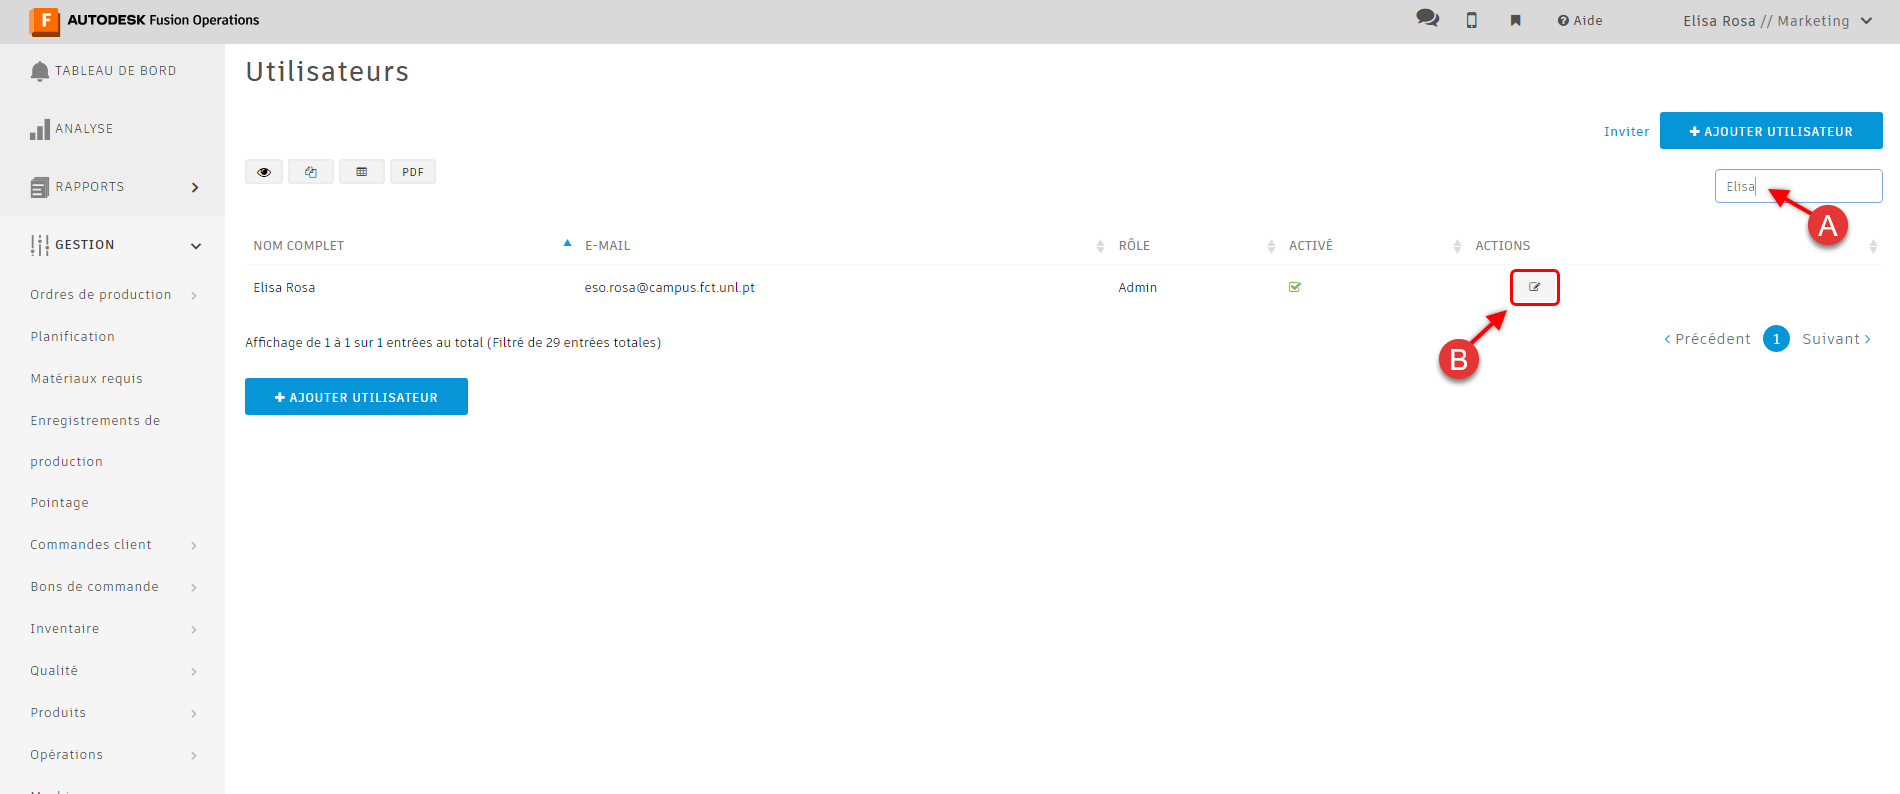 F AUTODESK Fusion Operations
Aide
Elisa Rosa // Marketing
TABLEAU DE BORD
ANALYSE
RAPPORTS
GESTION
Ordres de production
Planification
Matériaux requis
Enregistrements de
production
Pointage
Commandes client
Bons de commande
Inventaire
Qualité
Produits
Opérations
Utilisateurs
Inviter
+ AJOUTER UTILISATEUR
PDF
Elisa
A
NOM COMPLET E-MAIL RÔLE ACTIVÉ ACTIONS
Elisa Rosa eso.rosa@campus.fct.unl.pt Admin
B
Affichage de 1 à 1 sur 1 entrées au total (Filtré de 29 entrées totales)
< Précédent 1 Suivant >
+ AJOUTER UTILISATEUR